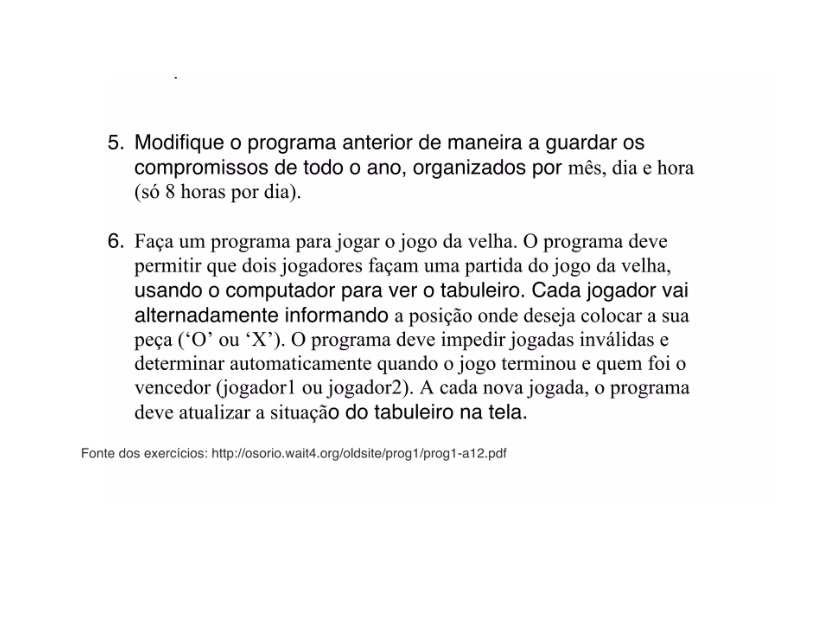 5. Modifique o programa anterior de maneira a guardar os
compromissos de todo o ano, organizados por mês, dia e hora
(só 8 horas por dia).
6. Faça um programa para jogar o jogo da velha. O programa deve
permitir que dois jogadores façam uma partida do jogo da velha,
usando o computador para ver o tabuleiro. Cada jogador vai
alternadamente informando a posição onde deseja colocar a sua
peça (‘O’ ou ‘X’). O programa deve impedir jogadas inválidas e
determinar automaticamente quando o jogo terminou e quem foi o
vencedor (jogador1 ou jogador2). A cada nova jogada, o programa
deve atualizar a situação do tabuleiro na tela.
Fonte dos exercícios: http://osorio.wait4.org/oldsite/prog1/prog1-a12.pdf